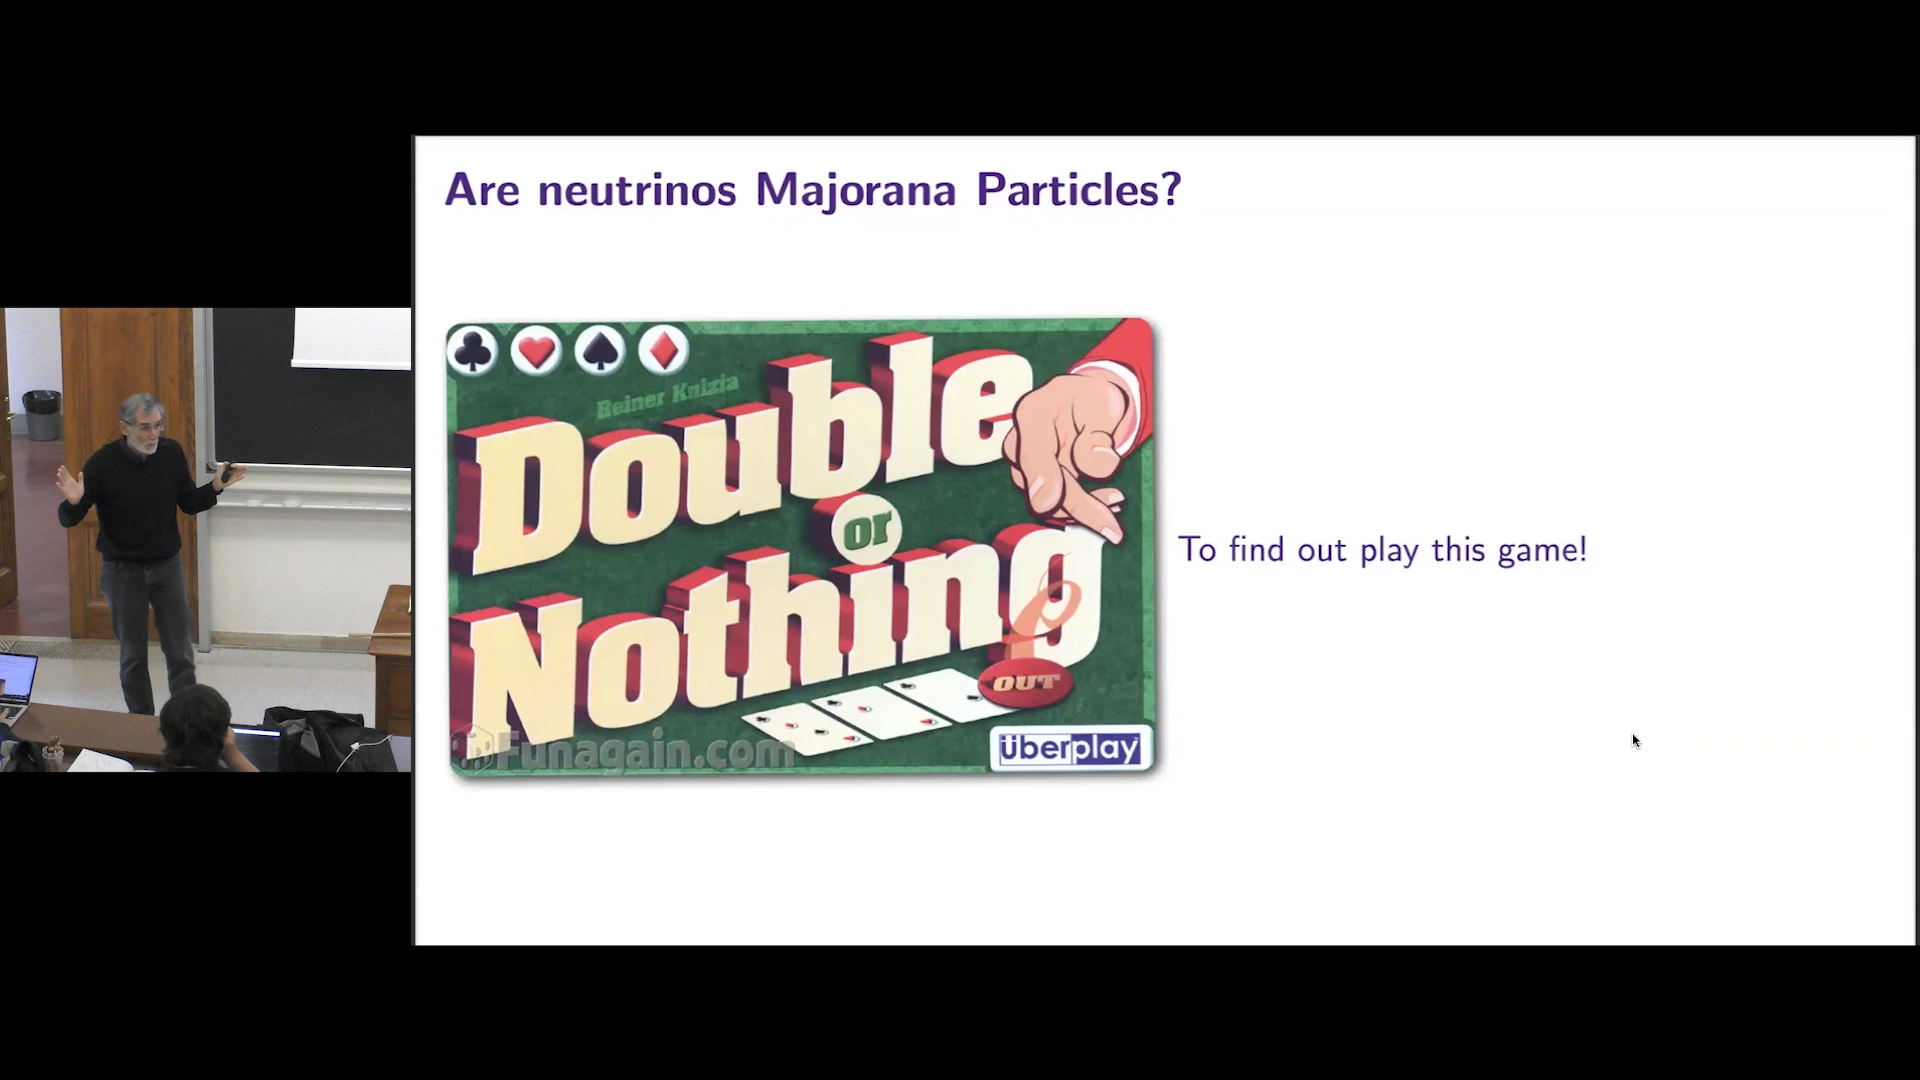 Are neutrinos Majorana Particles?
Reiner Knizia
Double
or
Nothing
OUT
Funagain.com
überplay
To find out play this game!